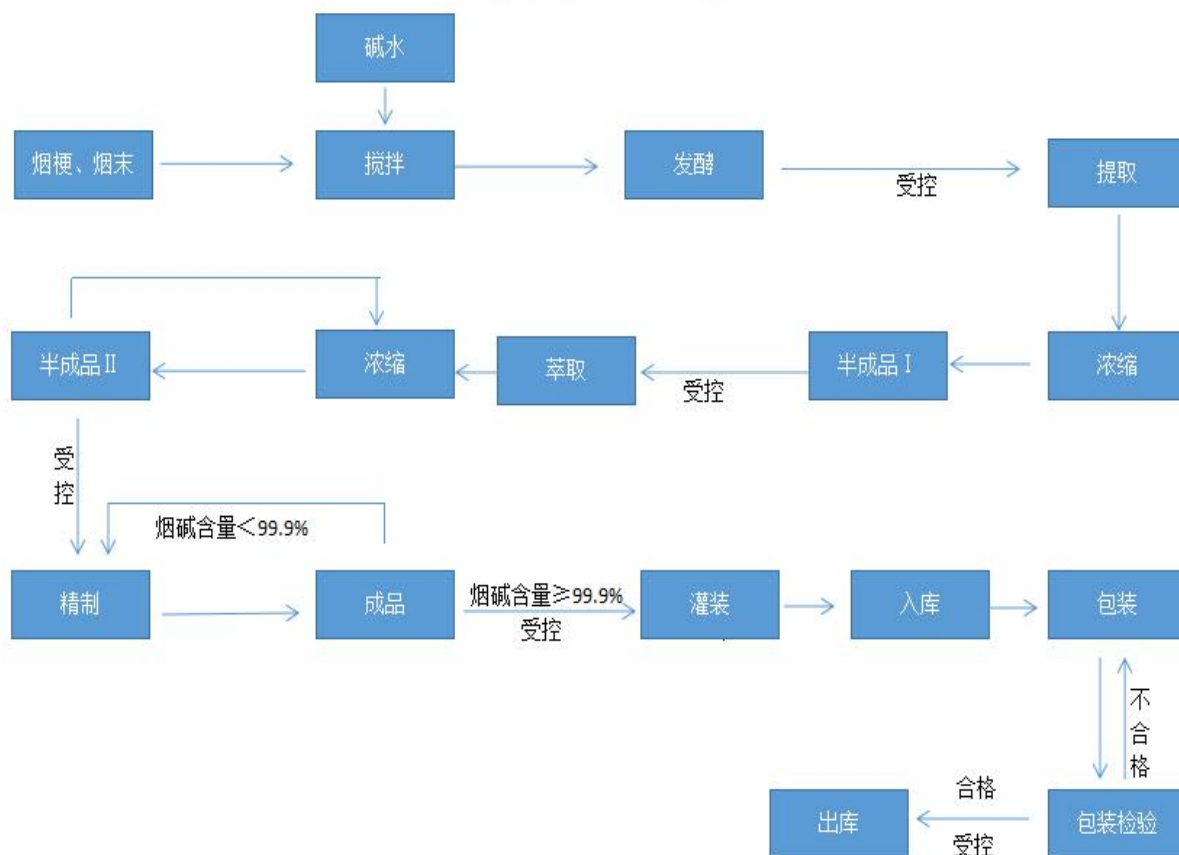 碱水
烟梗、烟末
搅拌
发酵
受控
提取
半成品Ⅱ
浓缩
萃取
受控
半成品Ⅰ
浓缩
受
控
烟碱含量＜99.9%
精制
成品
烟碱含量≥99.9%
受控
灌装
入库
包装
不
合
格
出库
合格
受控
包装检验